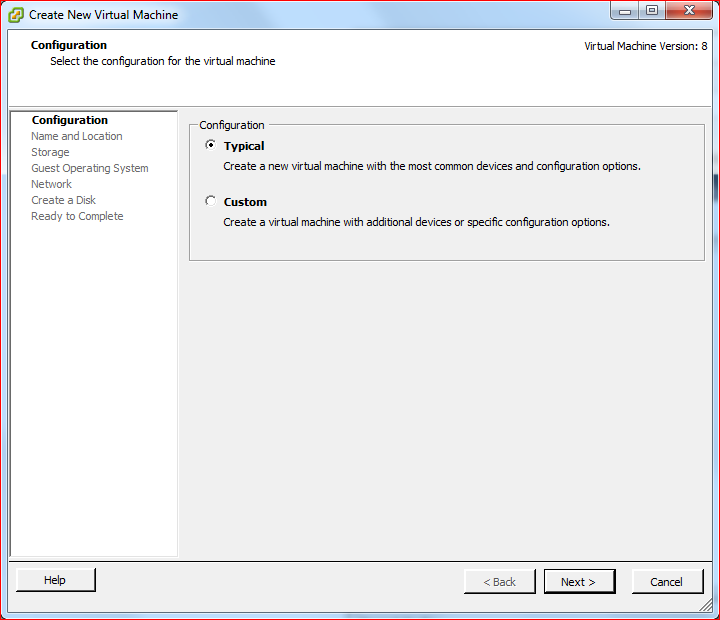 Create New Virtual Machine
Configuration
Virtual Machine Version: 8
Select the configuration for the virtual machine
Configuration
Name and Location
Storage
Guest Operating System
Network
Create a Disk
Ready to Complete
Configuration
Typical
Create a new virtual machine with the most common devices and configuration options.
Custom
Create a virtual machine with additional devices or specific configuration options.
Help
< Back
Next >
Cancel